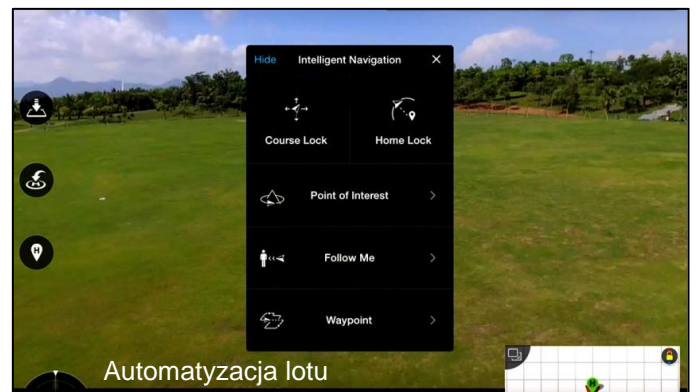 Hide Intelligent Navigation X
Course Lock Home Lock
Point of Interest
Follow Me
Waypoint
H
H
Automatyzacja lotu